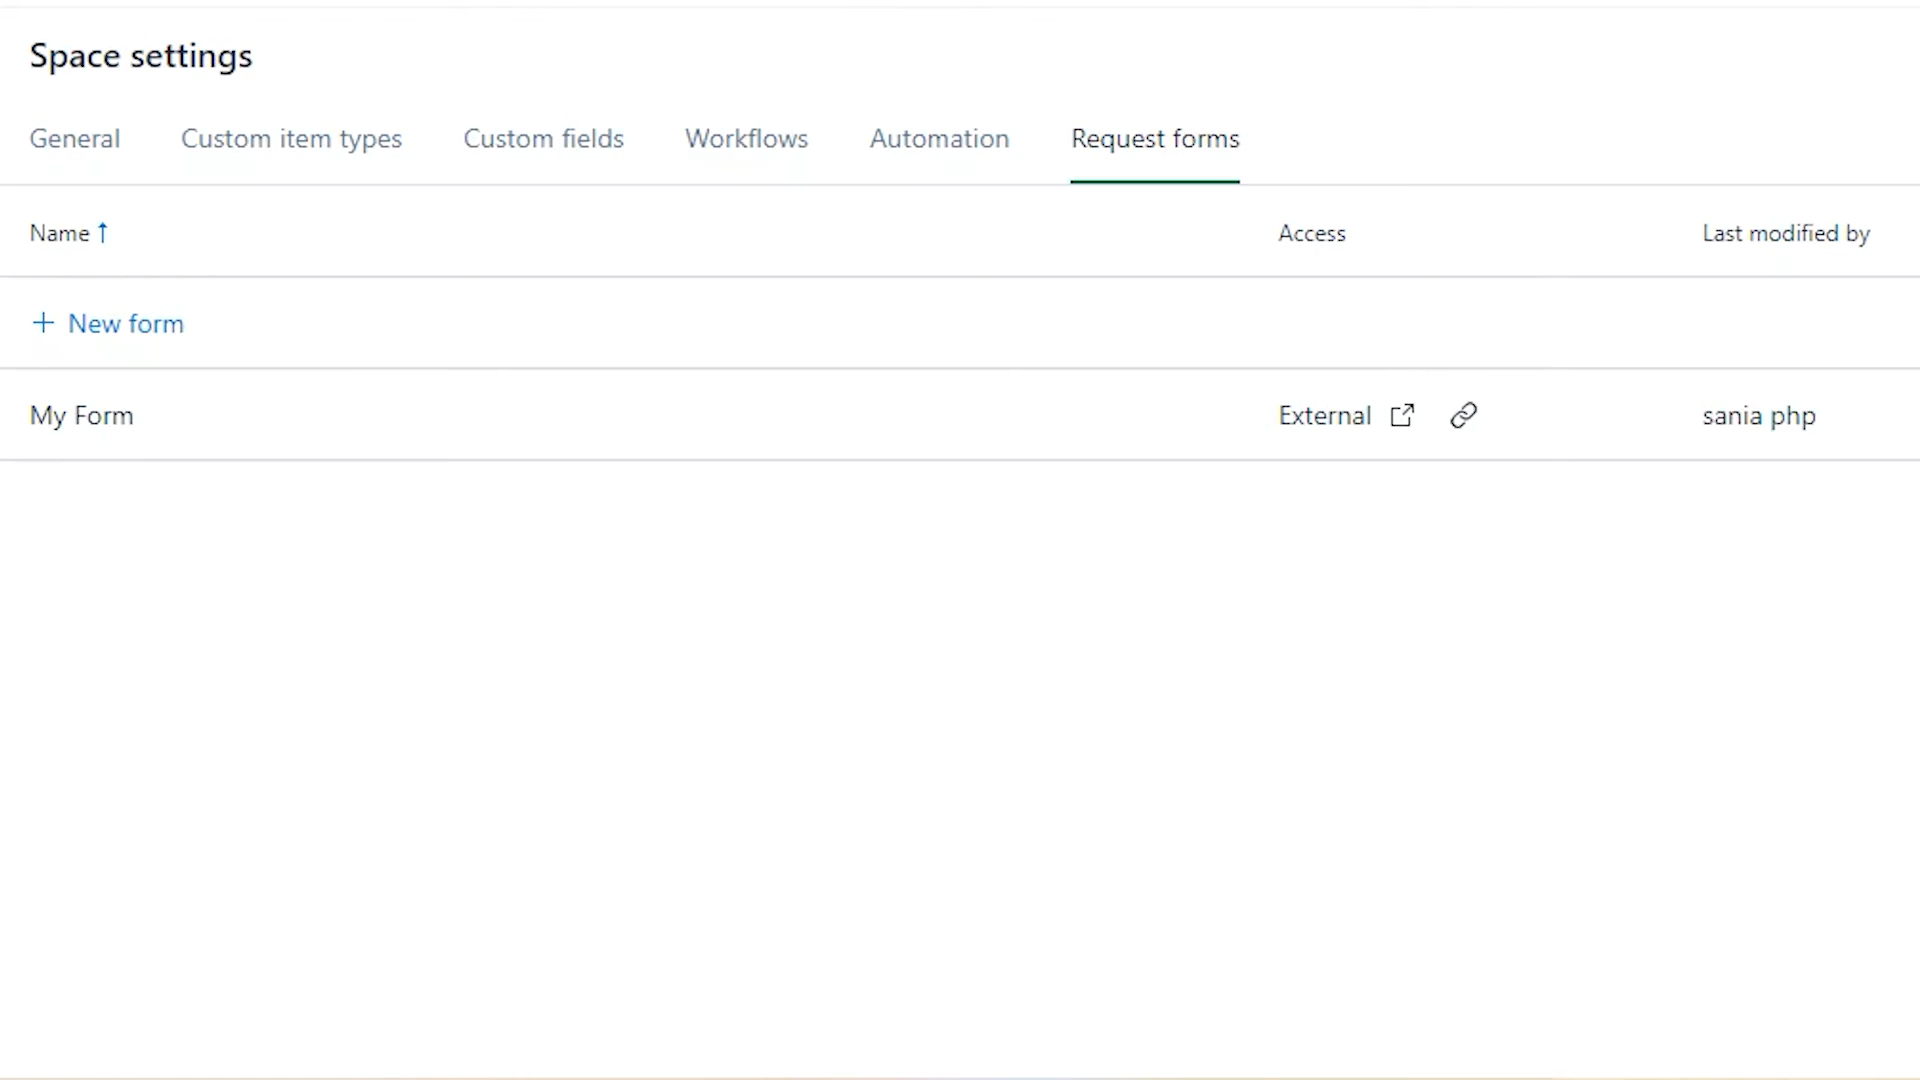 Space settings
General Custom item types Custom fields Workflows Automation Request forms
Name ↑ Access Last modified by
+ New form
My Form External sania php